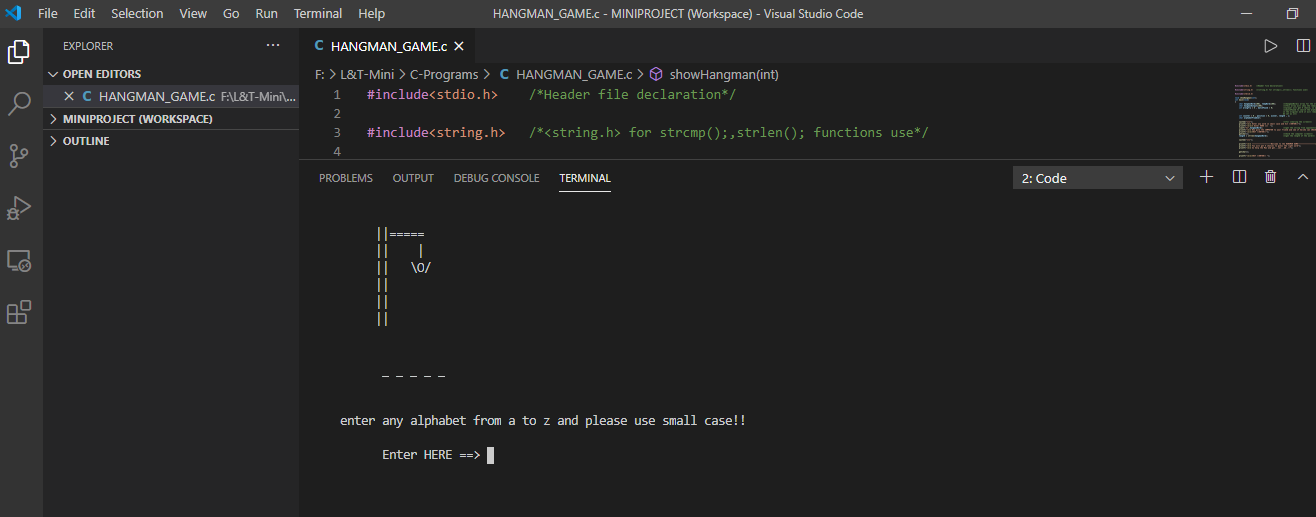 File Edit Selection View Go Run Terminal Help HANGMAN_GAME.c - MINIPROJECT (Workspace) - Visual Studio Code
EXPLORER ...
OPEN EDITORS
C HANGMAN_GAME.c F:\L&T-Mini\...
MINIPROJECT (WORKSPACE)
OUTLINE
C HANGMAN_GAME.c
F: > L&T-Mini > C-Programs > C HANGMAN_GAME.c > showHangman(int)
1 #include<stdio.h> /*Header file declaration*/
2
3 #include<string.h> /*<string.h> for strcmp();,strlen(); functions use*/
4
PROBLEMS OUTPUT DEBUG CONSOLE TERMINAL 2: Code
||=====
|| |
|| \O/
||
||
||
_ _ _ _ _
enter any alphabet from a to z and please use small case!!
Enter HERE ==>